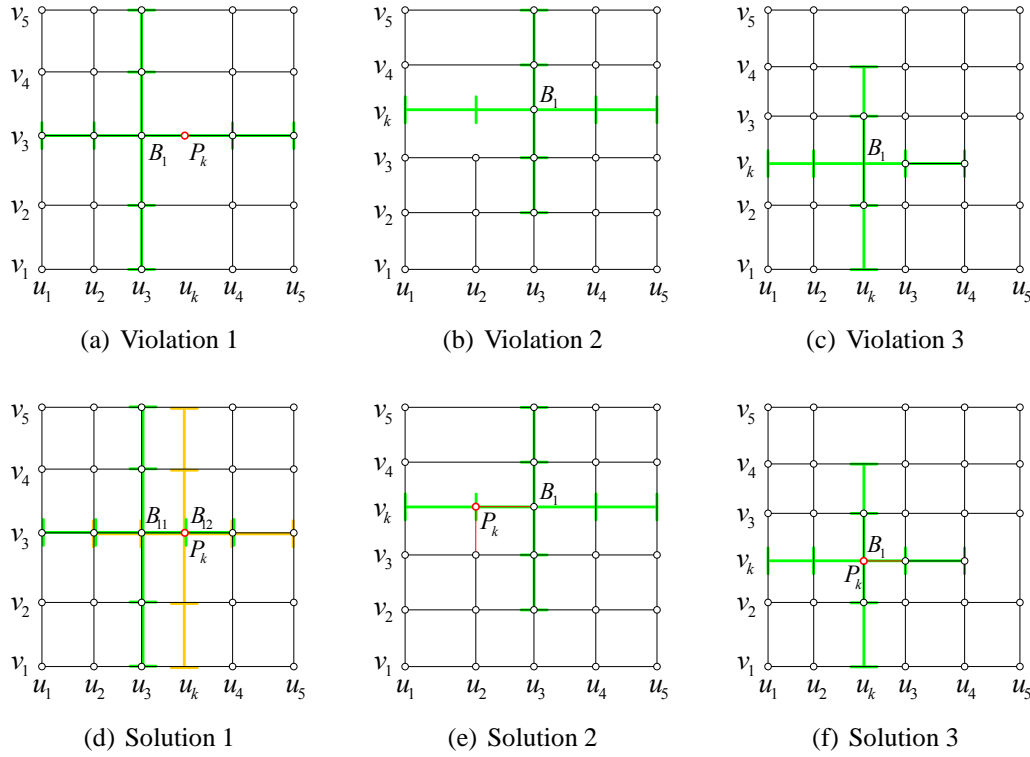 v5
v4
v3
v2
v1
B1 Pk
u1 u2 u3 uk u4 u5
(a) Violation 1
v5
v4
vk
v3
v2
v1
B1
u1 u2 u3 u4 u5
(b) Violation 2
v5
v4
v3
vk
v2
v1
B1
u1 u2 uk u3 u4 u5
(c) Violation 3
v5
v4
v3
v2
v1
B11 B12
Pk
u1 u2 u3 uk u4 u5
(d) Solution 1
v5
v4
vk
v3
v2
v1
B1
Pk
u1 u2 u3 u4 u5
(e) Solution 2
v5
v4
v3
vk
v2
v1
B1
Pk
u1 u2 uk u3 u4 u5
(f) Solution 3